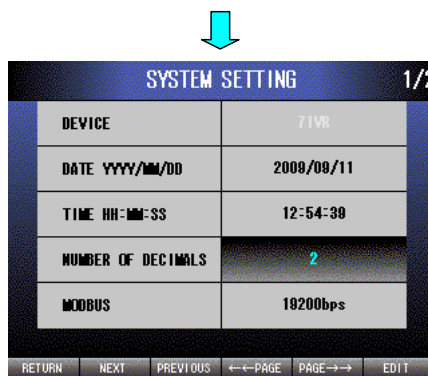 SYSTEM SETTING 1/2
DEVICE 71VR
DATE YYYY/MM/DD 2009/09/11
TIME HH:MM:SS 12:54:39
NUMBER OF DECIMALS 2
MODBUS 19200bps
RETURN NEXT PREVIOUS ←←PAGE PAGE→→ EDIT